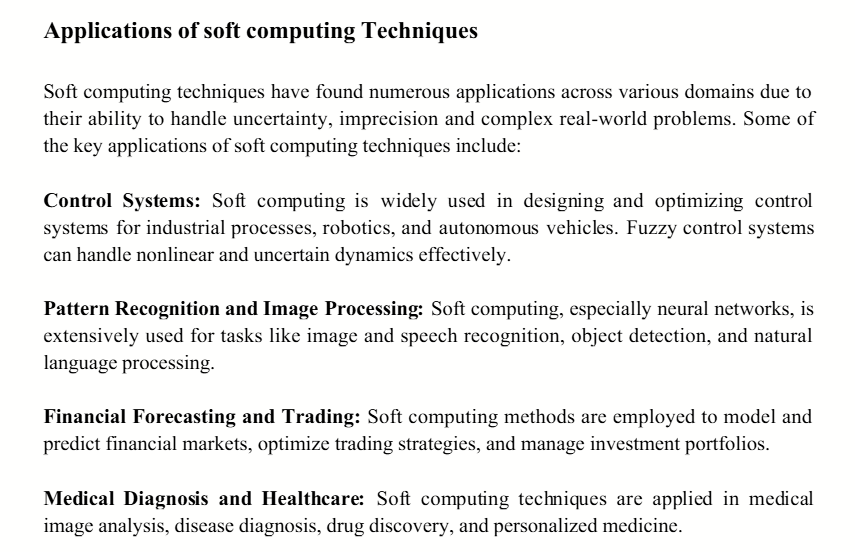 Applications of soft computing Techniques
Soft computing techniques have found numerous applications across various domains due to
their ability to handle uncertainty, imprecision and complex real-world problems. Some of
the key applications of soft computing techniques include:
Control Systems: Soft computing is widely used in designing and optimizing control
systems for industrial processes, robotics, and autonomous vehicles. Fuzzy control systems
can handle nonlinear and uncertain dynamics effectively.
Pattern Recognition and Image Processing: Soft computing, especially neural networks, is
extensively used for tasks like image and speech recognition, object detection, and natural
language processing.
Financial Forecasting and Trading: Soft computing methods are employed to model and
predict financial markets, optimize trading strategies, and manage investment portfolios.
Medical Diagnosis and Healthcare: Soft computing techniques are applied in medical
image analysis, disease diagnosis, drug discovery, and personalized medicine.